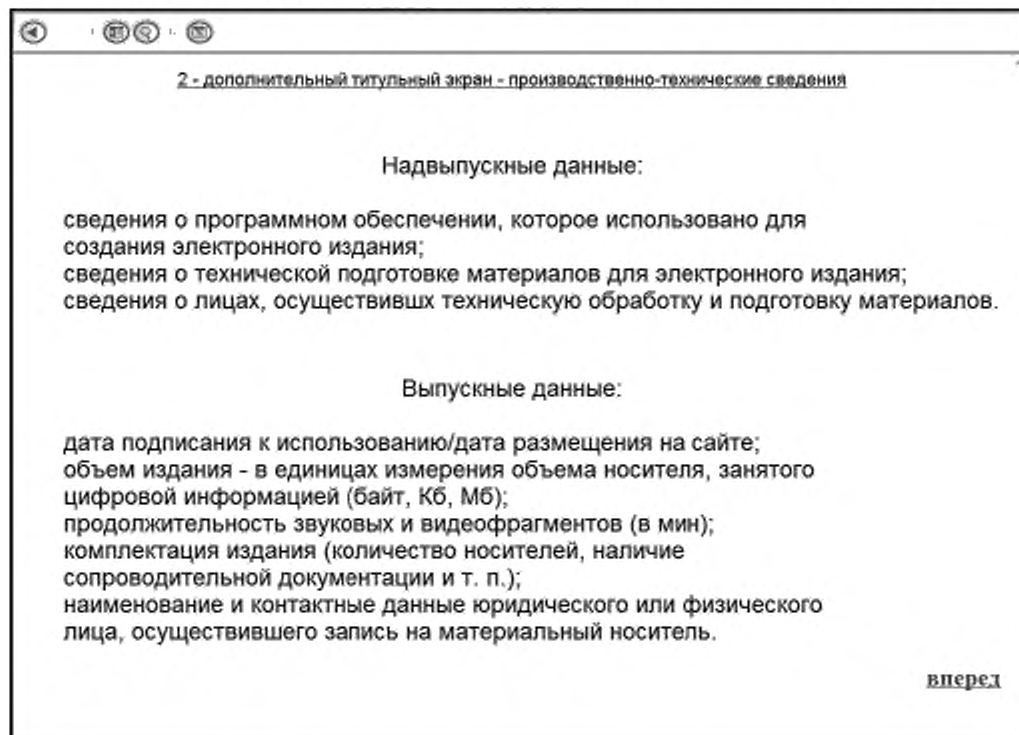 2 - дополнительный титульный экран - производственно-технические сведения
Надвыпускные данные:
сведения о программном обеспечении, которое использовано для
создания электронного издания;
сведения о технической подготовке материалов для электронного издания;
сведения о лицах, осуществившх техническую обработку и подготовку материалов.
Выпускные данные:
дата подписания к использованию/дата размещения на сайте;
объем издания - в единицах измерения объема носителя, занятого
цифровой информацией (байт, Кб, Мб);
продолжительность звуковых и видеофрагментов (в мин);
комплектация издания (количество носителей, наличие
сопроводительной документации и т. п.);
наименование и контактные данные юридического или физического
лица, осуществившего запись на материальный носитель.
вперед